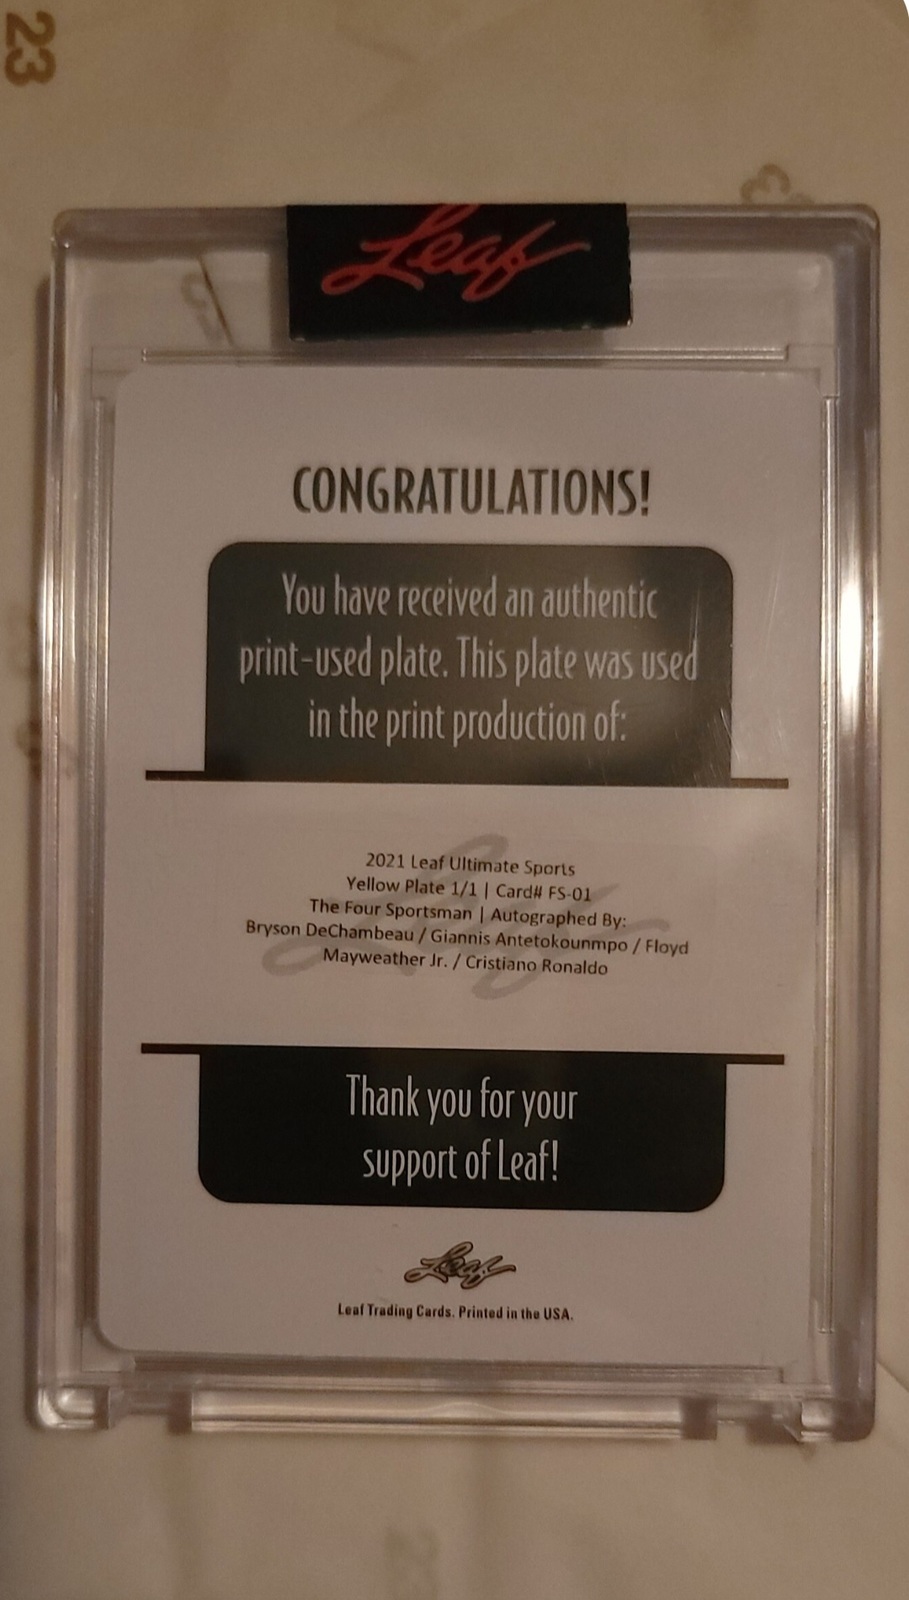 23
Leaf
CONGRATULATIONS!
You have received an authentic
print-used plate. This plate was used
in the print production of:
2021 Leaf Ultimate Sports
Yellow Plate 1/1 | Card# FS-01
The Four Sportsman | Autographed By:
Bryson DeChambeau / Giannis Antetokounmpo / Floyd
Mayweather Jr. / Cristiano Ronaldo
Thank you for your
support of Leaf!
Leaf
Leaf Trading Cards. Printed in the USA.
23